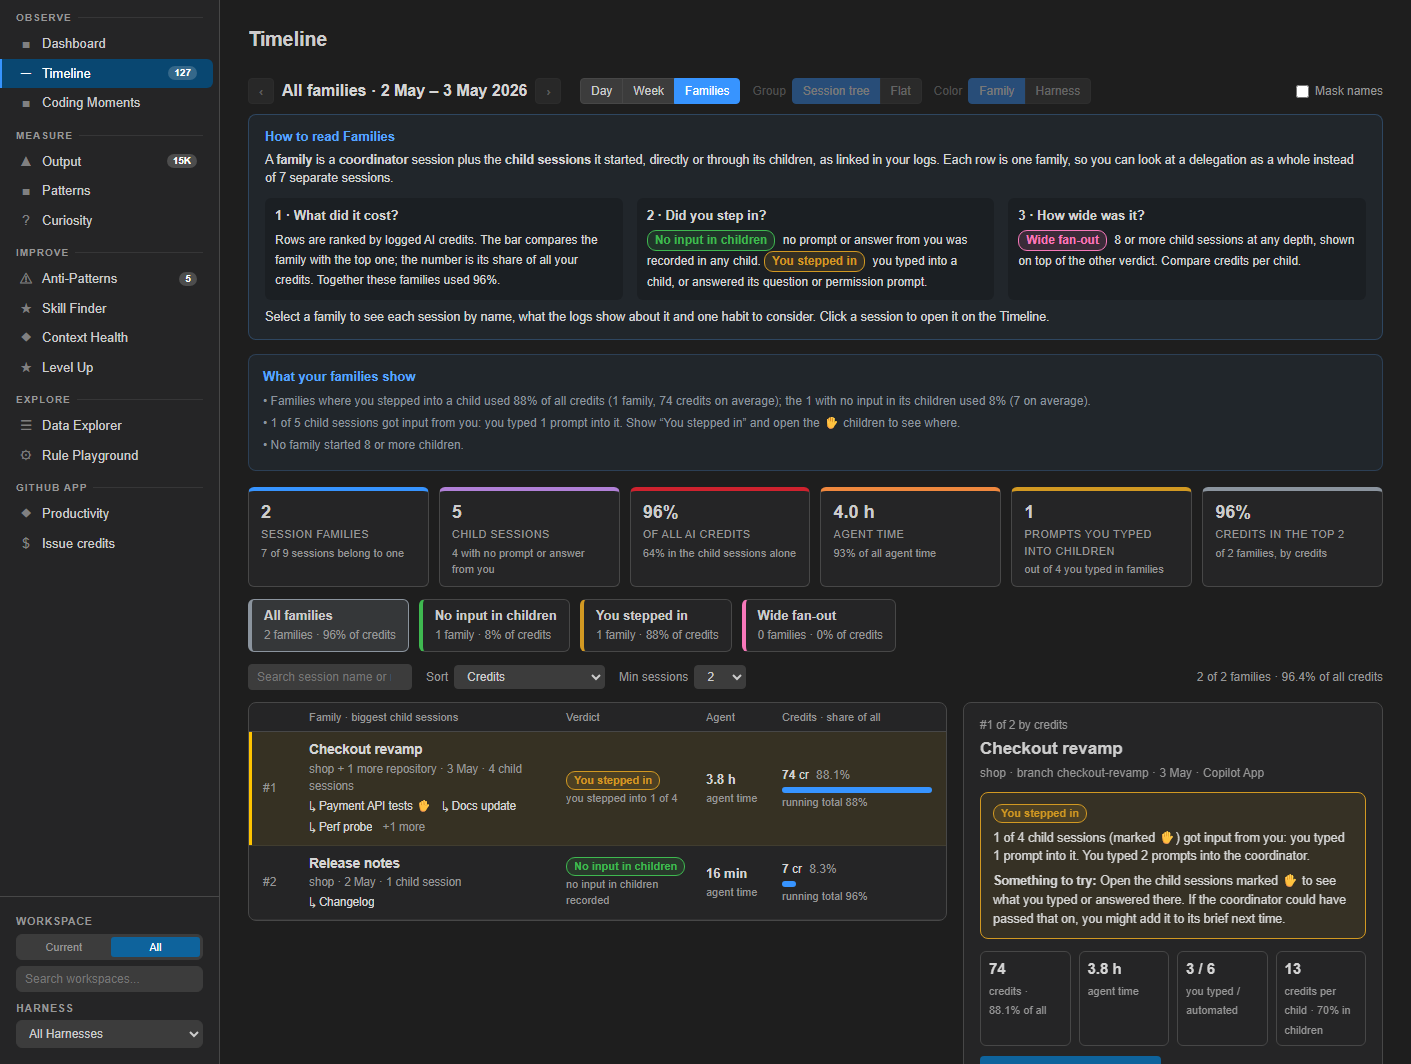 OBSERVE
Dashboard
Timeline 127
Coding Moments
MEASURE
Output 15K
Patterns
? Curiosity
IMPROVE
Anti-Patterns 5
Skill Finder
Context Health
Level Up
EXPLORE
Data Explorer
Rule Playground
GITHUB APP
Productivity
$ Issue credits
WORKSPACE
Current All
Search workspaces...
HARNESS
All Harnesses
Timeline
‹ All families · 2 May – 3 May 2026 › Day Week Families Group Session tree Flat Color Family Harness Mask names
How to read Families
A family is a coordinator session plus the child sessions it started, directly or through its children, as linked in your logs. Each row is one family, so you can look at a delegation as a whole instead
of 7 separate sessions.
1 · What did it cost?
Rows are ranked by logged AI credits. The bar compares the
family with the top one; the number is its share of all your
credits. Together these families used 96%.
2 · Did you step in?
No input in children no prompt or answer from you was
recorded in any child. You stepped in you typed into a
child, or answered its question or permission prompt.
3 · How wide was it?
Wide fan-out 8 or more child sessions at any depth, shown
on top of the other verdict. Compare credits per child.
Select a family to see each session by name, what the logs show about it and one habit to consider. Click a session to open it on the Timeline.
What your families show
• Families where you stepped into a child used 88% of all credits (1 family, 74 credits on average); the 1 with no input in its children used 8% (7 on average).
• 1 of 5 child sessions got input from you: you typed 1 prompt into it. Show “You stepped in” and open the ✋ children to see where.
• No family started 8 or more children.
2
SESSION FAMILIES
7 of 9 sessions belong to one
5
CHILD SESSIONS
4 with no prompt or answer
from you
96%
OF ALL AI CREDITS
64% in the child sessions alone
4.0 h
AGENT TIME
93% of all agent time
1
PROMPTS YOU TYPED
INTO CHILDREN
out of 4 you typed in families
96%
CREDITS IN THE TOP 2
of 2 families, by credits
All families
2 families · 96% of credits
No input in children
1 family · 8% of credits
You stepped in
1 family · 88% of credits
Wide fan-out
0 families · 0% of credits
Search session name or Sort Credits Min sessions 2 2 of 2 families · 96.4% of all credits
Family · biggest child sessions Verdict Agent Credits · share of all
#1
Checkout revamp
shop + 1 more repository · 3 May · 4 child
sessions
↳ Payment API tests ✋ ↳ Docs update
↳ Perf probe +1 more
You stepped in
you stepped into 1 of 4
3.8 h
agent time
74 cr 88.1%
running total 88%
#2
Release notes
shop · 2 May · 1 child session
↳ Changelog
No input in children
no input in children
recorded
16 min
agent time
7 cr 8.3%
running total 96%
#1 of 2 by credits
Checkout revamp
shop · branch checkout-revamp · 3 May · Copilot App
You stepped in
1 of 4 child sessions (marked ✋) got input from you: you typed
1 prompt into it. You typed 2 prompts into the coordinator.
Something to try: Open the child sessions marked ✋ to see
what you typed or answered there. If the coordinator could have
passed that on, you might add it to its brief next time.
74
credits ·
88.1% of all
3.8 h
agent time
3 / 6
you typed /
automated
13
credits per
child · 70% in
children